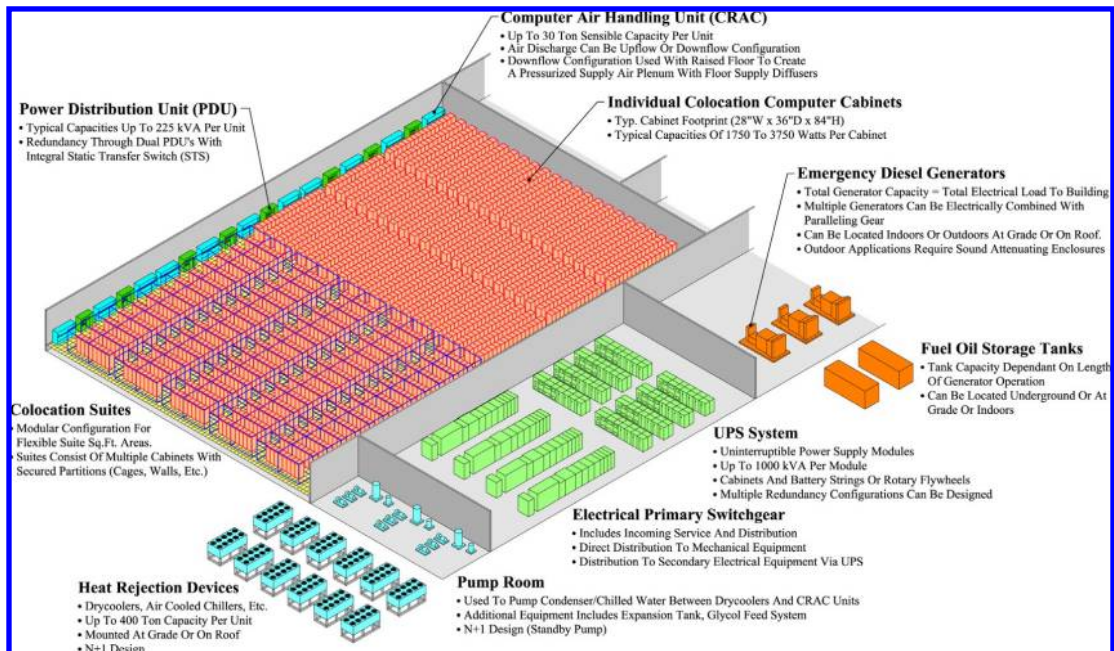 Computer Air Handling Unit (CRAC)
• Up To 30 Ton Sensible Capacity Per Unit
• Air Discharge Can Be Upflow Or Downflow Configuration
• Downflow Configuration Used With Raised Floor To Create
A Pressurized Supply Air Plenum With Floor Supply Diffusers
Power Distribution Unit (PDU)
• Typical Capacities Up To 225 kVA Per Unit
• Redundancy Through Dual PDU's With
Integral Static Transfer Switch (STS)
Individual Colocation Computer Cabinets
• Typ. Cabinet Footprint (28"W x 36"D x 84"H)
• Typical Capacities Of 1750 To 3750 Watts Per Cabinet
Emergency Diesel Generators
• Total Generator Capacity = Total Electrical Load To Building
• Multiple Generators Can Be Electrically Combined With
Paralleling Gear
• Can Be Located Indoors Or Outdoors At Grade Or On Roof.
• Outdoor Applications Require Sound Attenuating Enclosures
Fuel Oil Storage Tanks
• Tank Capacity Dependant On Length
Of Generator Operation
• Can Be Located Underground Or At
Grade Or Indoors
Colocation Suites
• Modular Configuration For
Flexible Suite Sq.Ft. Areas.
• Suites Consist Of Multiple Cabinets With
Secured Partitions (Cages, Walls, Etc.)
UPS System
• Uninterruptible Power Supply Modules
• Up To 1000 kVA Per Module
• Cabinets And Battery Strings Or Rotary Flywheels
• Multiple Redundancy Configurations Can Be Designed
Electrical Primary Switchgear
• Includes Incoming Service And Distribution
• Direct Distribution To Mechanical Equipment
• Distribution To Secondary Electrical Equipment Via UPS
Pump Room
• Used To Pump Condenser/Chilled Water Between Drycoolers And CRAC Units
• Additional Equipment Includes Expansion Tank, Glycol Feed System
• N+1 Design (Standby Pump)
Heat Rejection Devices
• Drycoolers, Air Cooled Chillers, Etc.
• Up To 400 Ton Capacity Per Unit
• Mounted At Grade Or On Roof
• N+1 Design